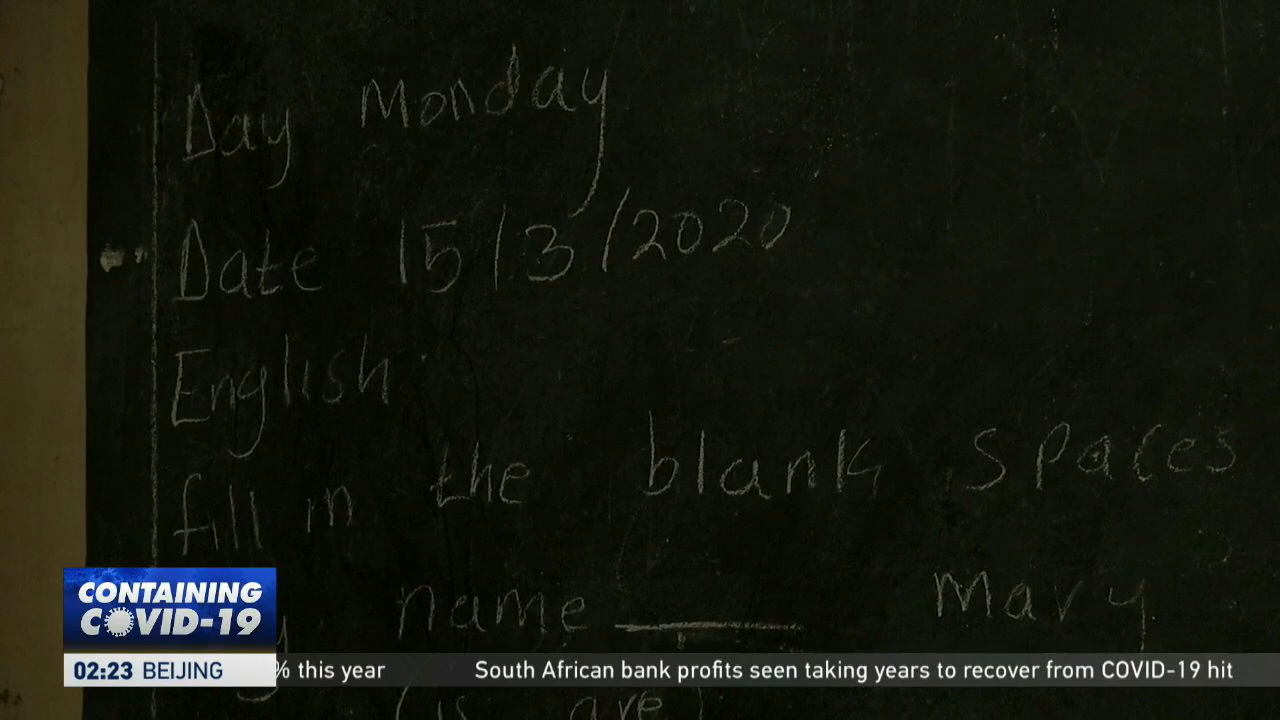 Day Monday
Date 15/3/2020
English
fill in the blank spaces
name ____ Mary
(is are)
CONTAINING
COVID-19
02:23 BEIJING
% this year South African bank profits seen taking years to recover from COVID-19 hit